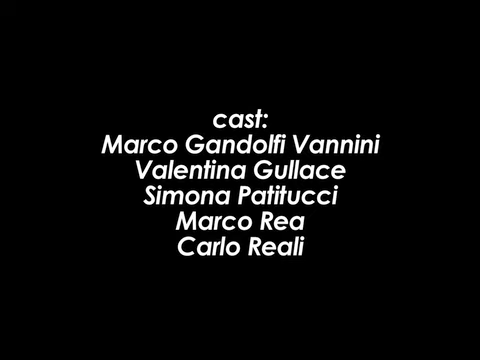 cast:
Marco Gandolfi Vannini
Valentina Gullace
Simona Patitucci
Marco Rea
Carlo Reali